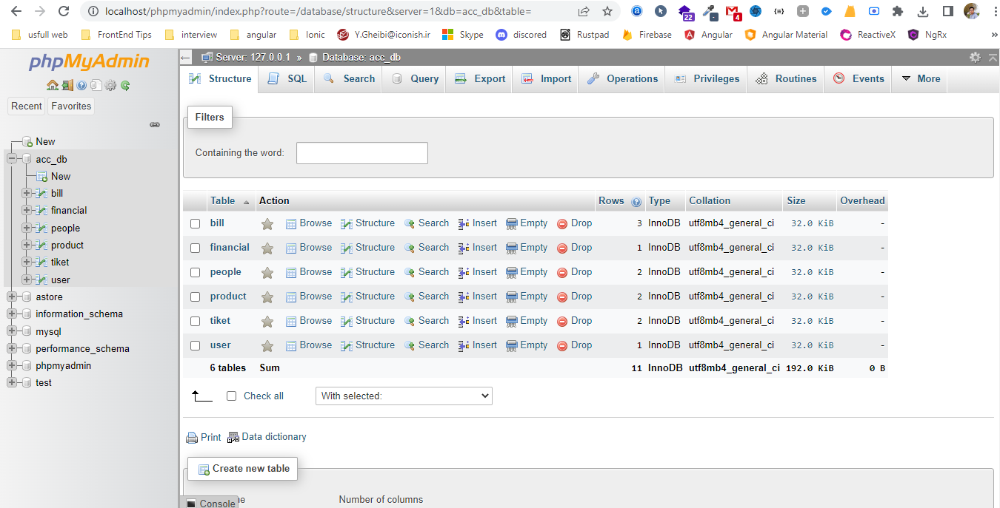 localhost/phpmyadmin/index.php?route=/database/structure&server=1&db=acc_db&table=
22
4
usfull web
FrontEnd Tips
interview
angular
Ionic
Y.Gheibi@iconish.ir
Skype
discored
Rustpad
Firebase
Angular
Angular Material
ReactiveX
NgRx
»
phpMyAdmin
Recent
Favorites
New
acc_db
New
bill
financial
people
product
tiket
user
astore
information_schema
mysql
performance_schema
phpmyadmin
test
Server: 127.0.0.1 » Database: acc_db
Structure SQL Search Query Export Import Operations Privileges Routines Events More
Filters
Containing the word:
Table Action Rows Type Collation Size Overhead
bill Browse Structure Search Insert Empty Drop 3 InnoDB utf8mb4_general_ci 32.0 KiB -
financial Browse Structure Search Insert Empty Drop 1 InnoDB utf8mb4_general_ci 32.0 KiB -
people Browse Structure Search Insert Empty Drop 2 InnoDB utf8mb4_general_ci 32.0 KiB -
product Browse Structure Search Insert Empty Drop 2 InnoDB utf8mb4_general_ci 32.0 KiB -
tiket Browse Structure Search Insert Empty Drop 2 InnoDB utf8mb4_general_ci 32.0 KiB -
user Browse Structure Search Insert Empty Drop 1 InnoDB utf8mb4_general_ci 32.0 KiB -
6 tables Sum 11 InnoDB utf8mb4_general_ci 192.0 KiB 0 B
Check all With selected:
Print Data dictionary
Create new table
Number of columns
Console